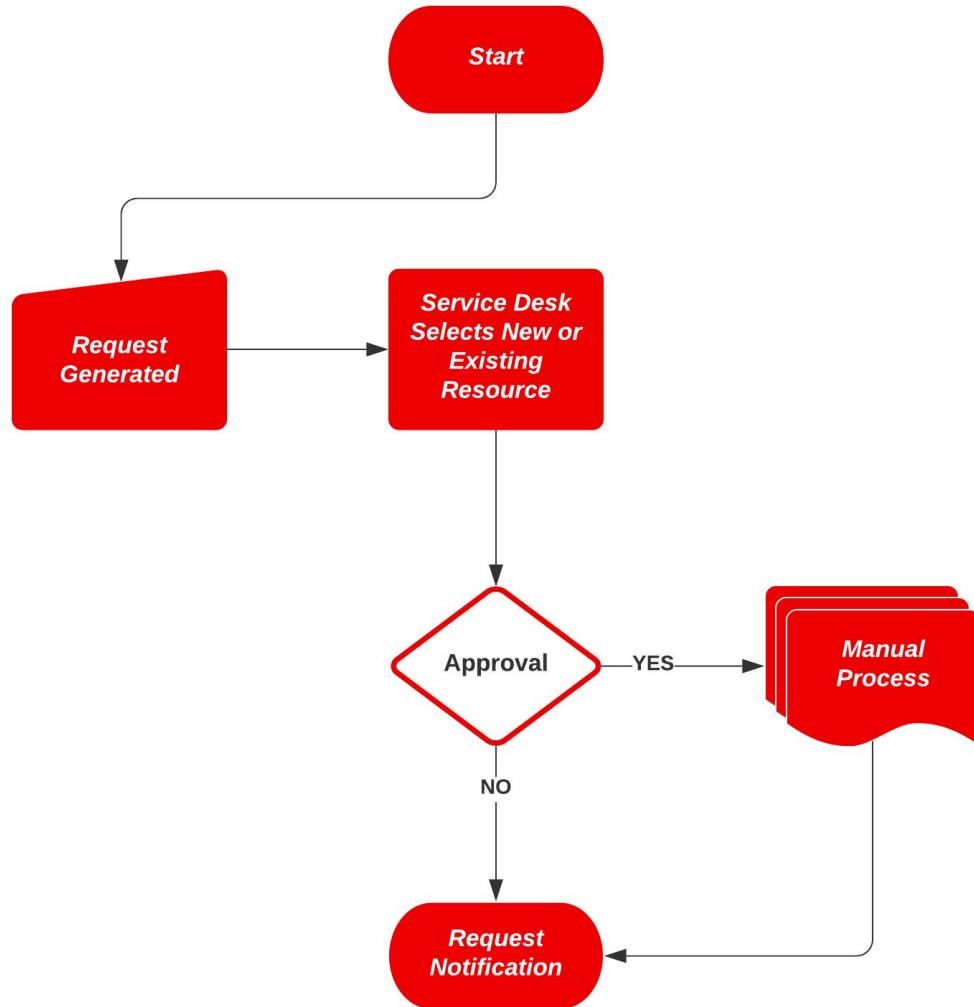 Start
Request
Generated
Service Desk
Selects New or
Existing
Resource
Approval
YES
Manual
Process
NO
Request
Notification